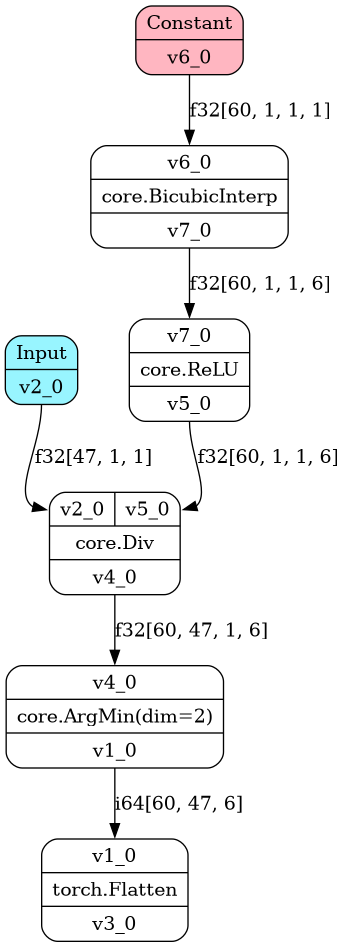 Constant
v6_0
f32[60, 1, 1, 1]
v6_0
core.BicubicInterp
v7_0
f32[60, 1, 1, 6]
Input
v2_0
v7_0
core.ReLU
v5_0
f32[47, 1, 1]
f32[60, 1, 1, 6]
v2_0 v5_0
core.Div
v4_0
f32[60, 47, 1, 6]
v4_0
core.ArgMin(dim=2)
v1_0
i64[60, 47, 6]
v1_0
torch.Flatten
v3_0